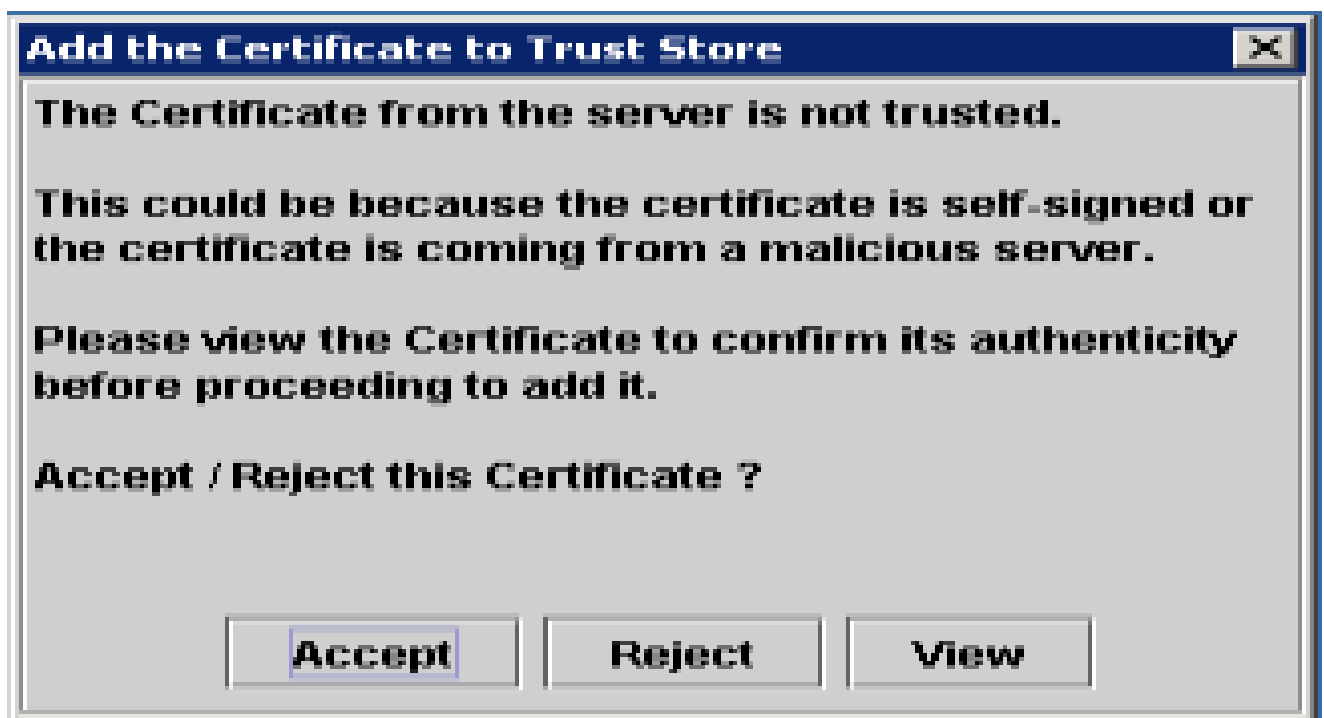 Add the Certificate to Trust Store
The Certificate from the server is not trusted.
This could be because the certificate is self-signed or
the certificate is coming from a malicious server.
Please view the Certificate to confirm its authenticity
before proceeding to add it.
Accept / Reject this Certificate ?
Accept Reject View